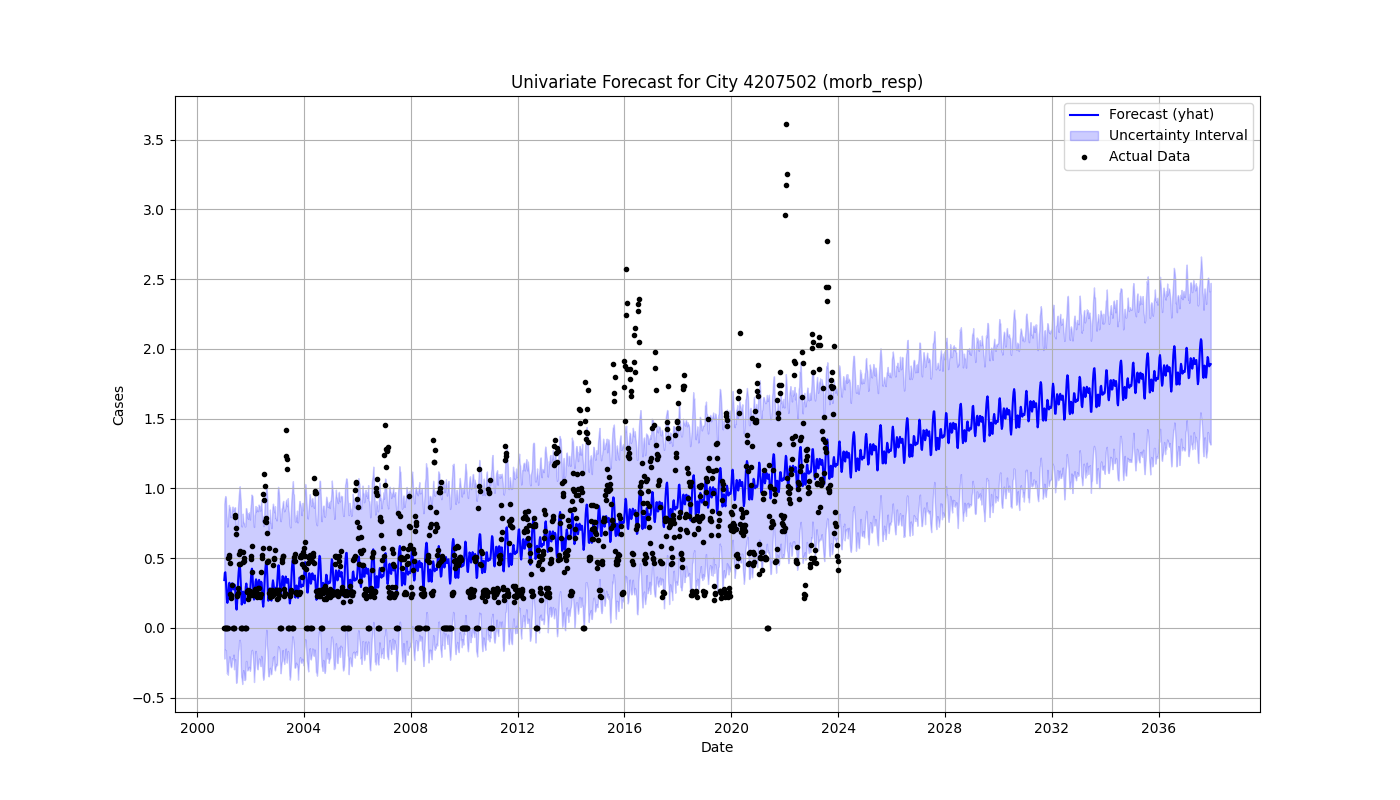 Univariate Forecast for City 4207502 (morb_resp)
Forecast (yhat)
Uncertainty Interval
Actual Data
Cases
3.5
3.0
2.5
2.0
1.5
1.0
0.5
0.0
−0.5
2000 2004 2008 2012 2016 2020 2024 2028 2032 2036
Date